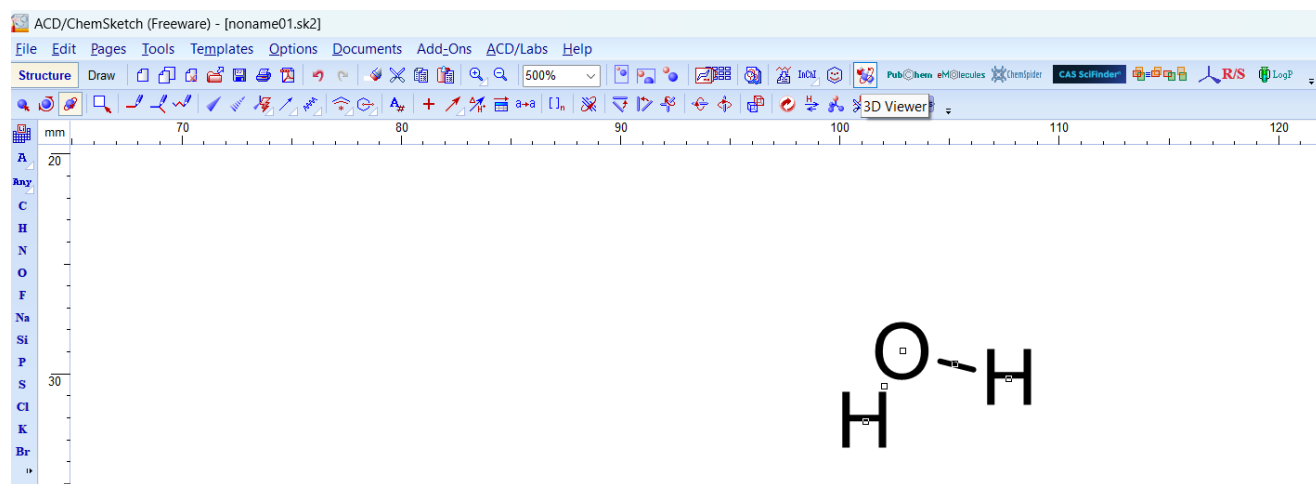 ACD/ChemSketch (Freeware) - [noname01.sk2]
File Edit Pages Tools Templates Options Documents Add-Ons ACD/Labs Help
Structure Draw 500% InChI PubChem eMolecules ChemSpider CAS SciFinder R/S LogP
H A a→a [ ]n H 3D Viewer
mm 70 80 90 100 110 120
A
20
Any
C
H
N
O
F
Na
Si
O
P
30
H
S
Cl
H
K
Br